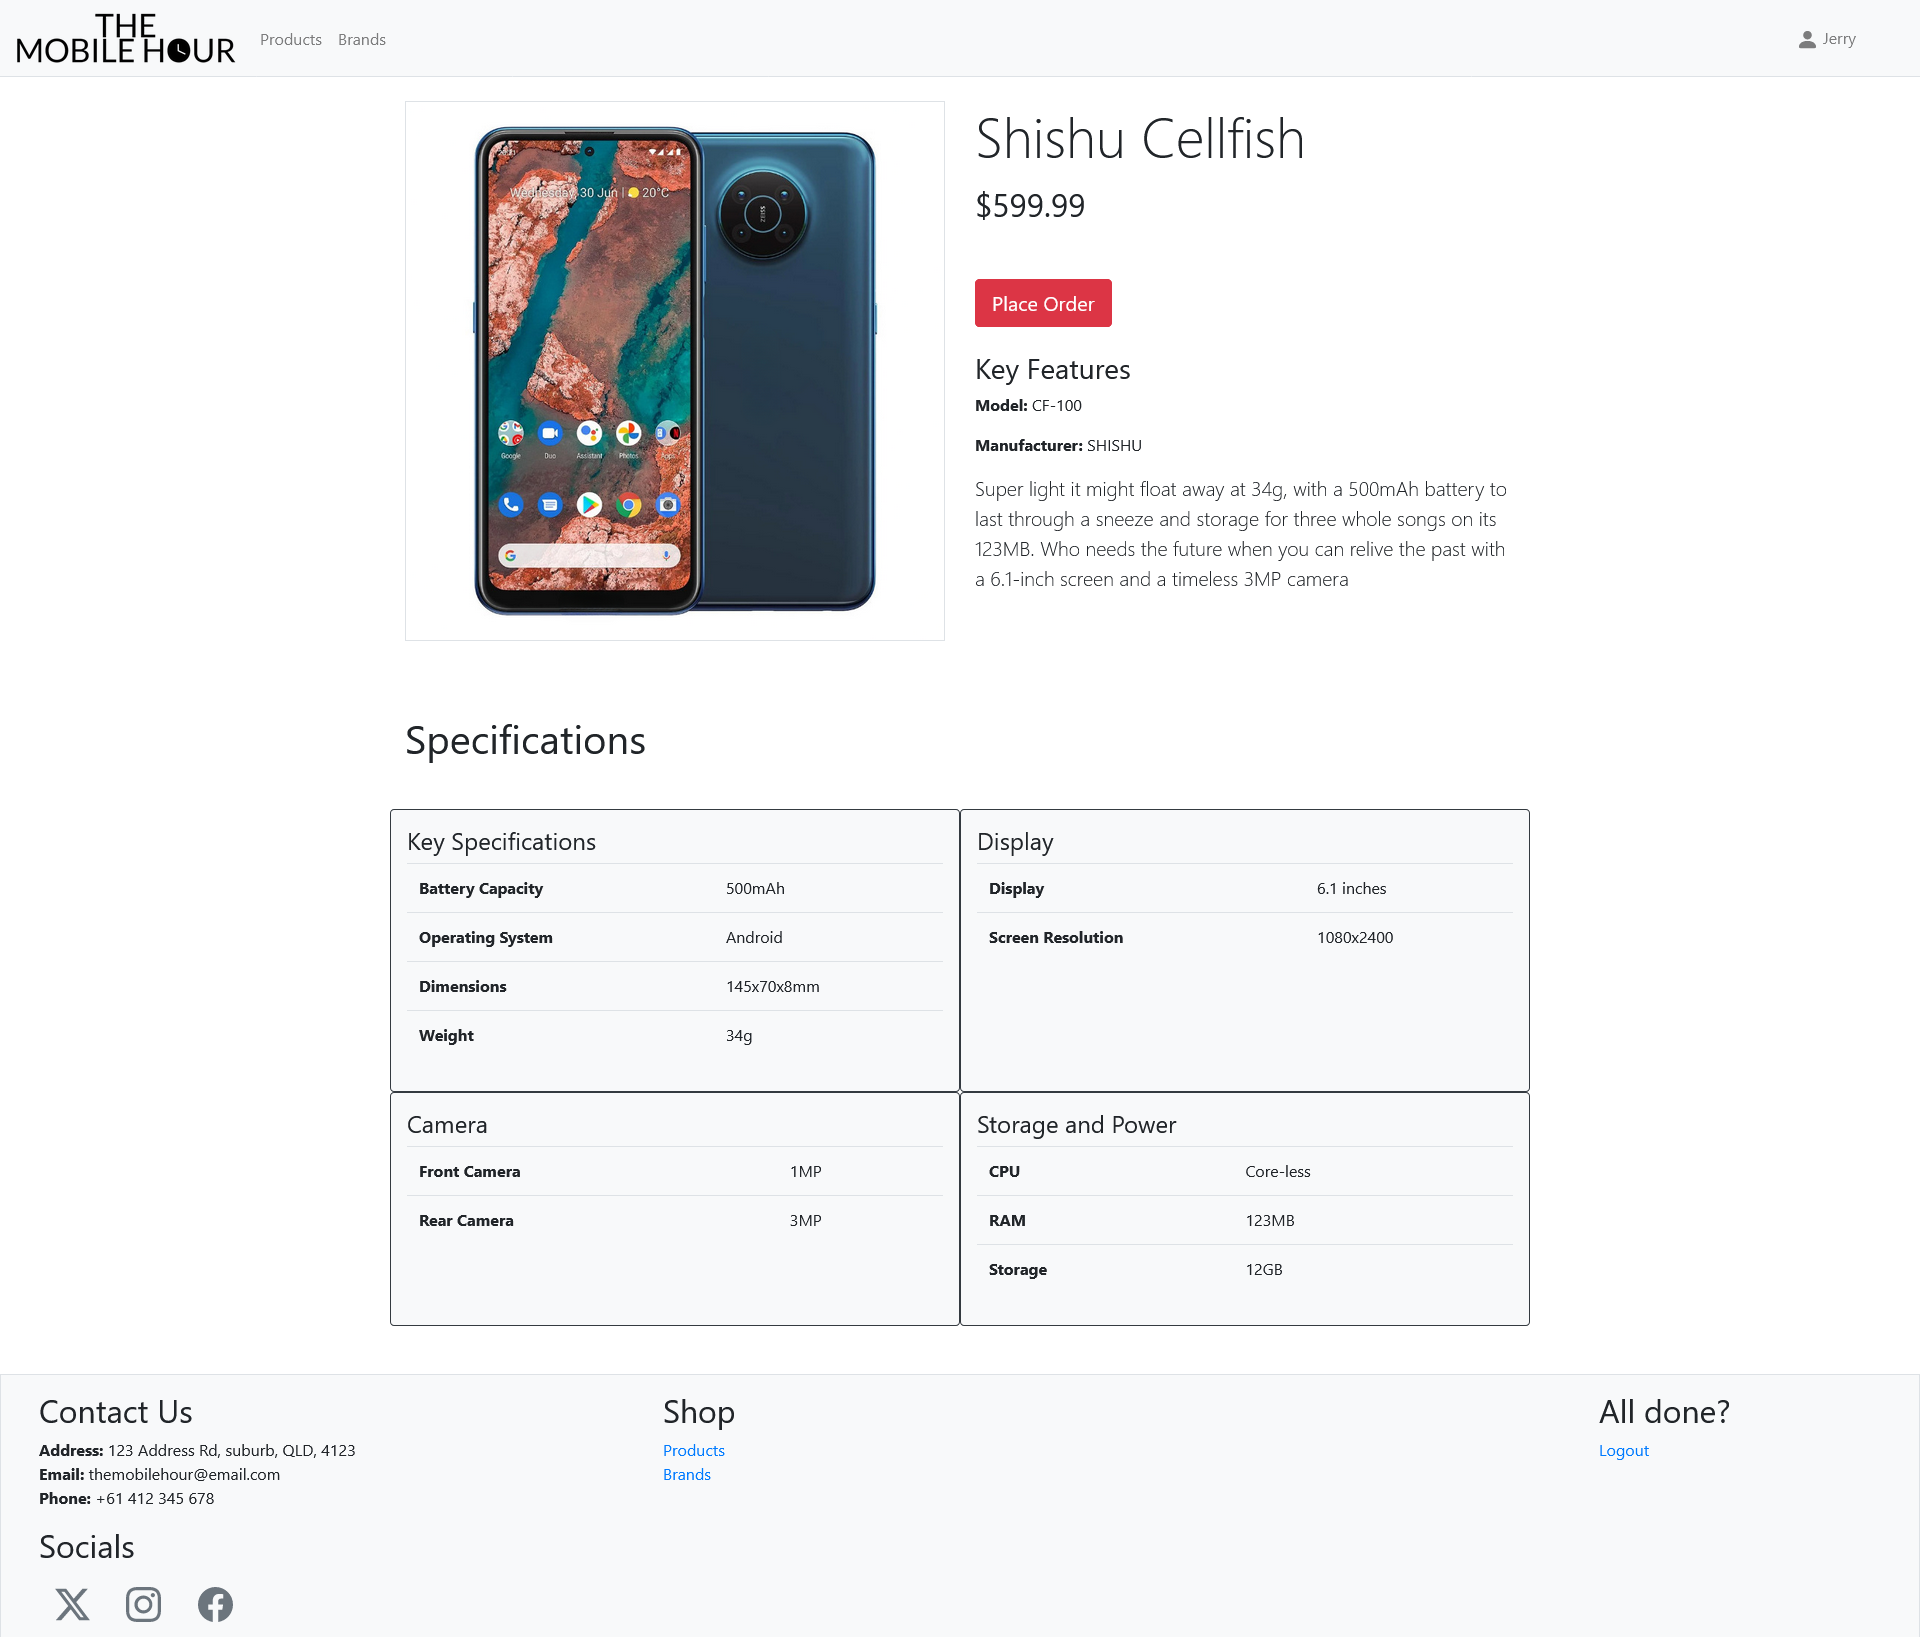 THE
MOBILE HOUR
Products
Brands
Jerry
Wednesday, 30 Jun | 20°C
ZEISS
Google
Duo
Assistant
Photos
Apps
Shishu Cellfish
$599.99
Place Order
Key Features
Model: CF-100
Manufacturer: SHISHU
Super light it might float away at 34g, with a 500mAh battery to
last through a sneeze and storage for three whole songs on its
123MB. Who needs the future when you can relive the past with
a 6.1-inch screen and a timeless 3MP camera
Specifications
Key Specifications
Battery Capacity 500mAh
Operating System Android
Dimensions 145x70x8mm
Weight 34g
Display
Display 6.1 inches
Screen Resolution 1080x2400
Camera
Front Camera 1MP
Rear Camera 3MP
Storage and Power
CPU Core-less
RAM 123MB
Storage 12GB
Contact Us
Address: 123 Address Rd, suburb, QLD, 4123
Email: themobilehour@email.com
Phone: +61 412 345 678
Socials
Shop
Products
Brands
All done?
Logout